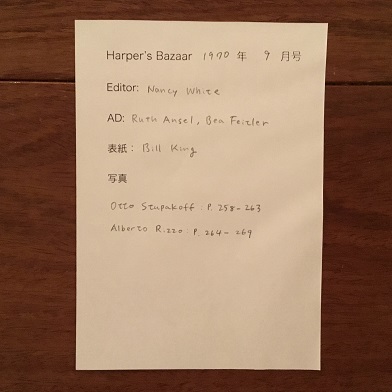 Harper's Bazaar 1970 年 9 月号
Editor: Nancy White
AD: Ruth Ansel, Bea Feitler
表紙: Bill King
写真
Otto Stupakoff : P. 258-263
Alberto Rizzo : P. 264-269